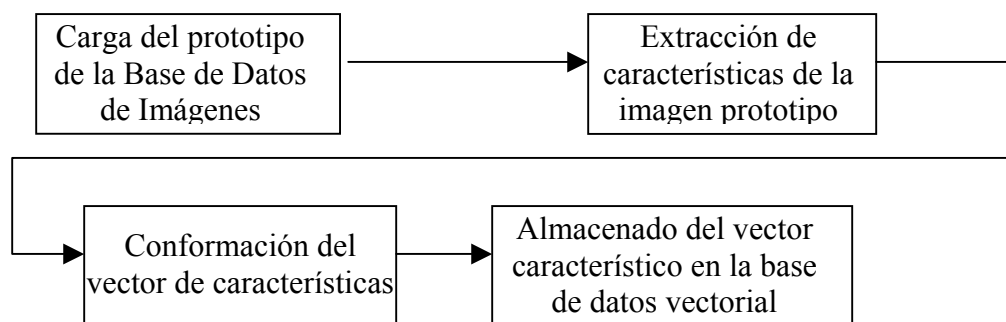 Carga del prototipo
de la Base de Datos
de Imágenes
Extracción de
características de la
imagen prototipo
Conformación del
vector de características
Almacenado del vector
característico en la base
de datos vectorial